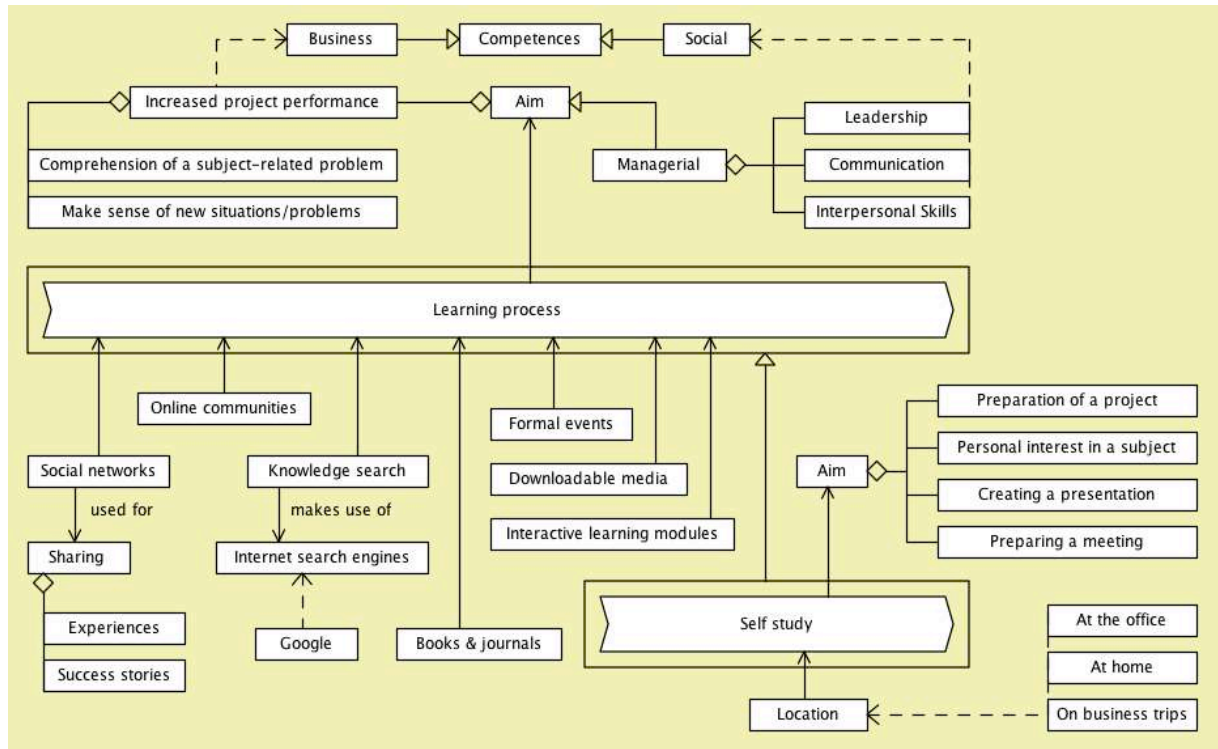 Business
Competences
Social
Increased project performance
Aim
Leadership
Comprehension of a subject-related problem
Managerial
Communication
Make sense of new situations/problems
Interpersonal Skills
Learning process
Online communities
Formal events
Preparation of a project
Social networks
Knowledge search
Downloadable media
Aim
Personal interest in a subject
used for
makes use of
Interactive learning modules
Creating a presentation
Sharing
Internet search engines
Preparing a meeting
Experiences
Google
Books & journals
Self study
At the office
Success stories
At home
Location
On business trips